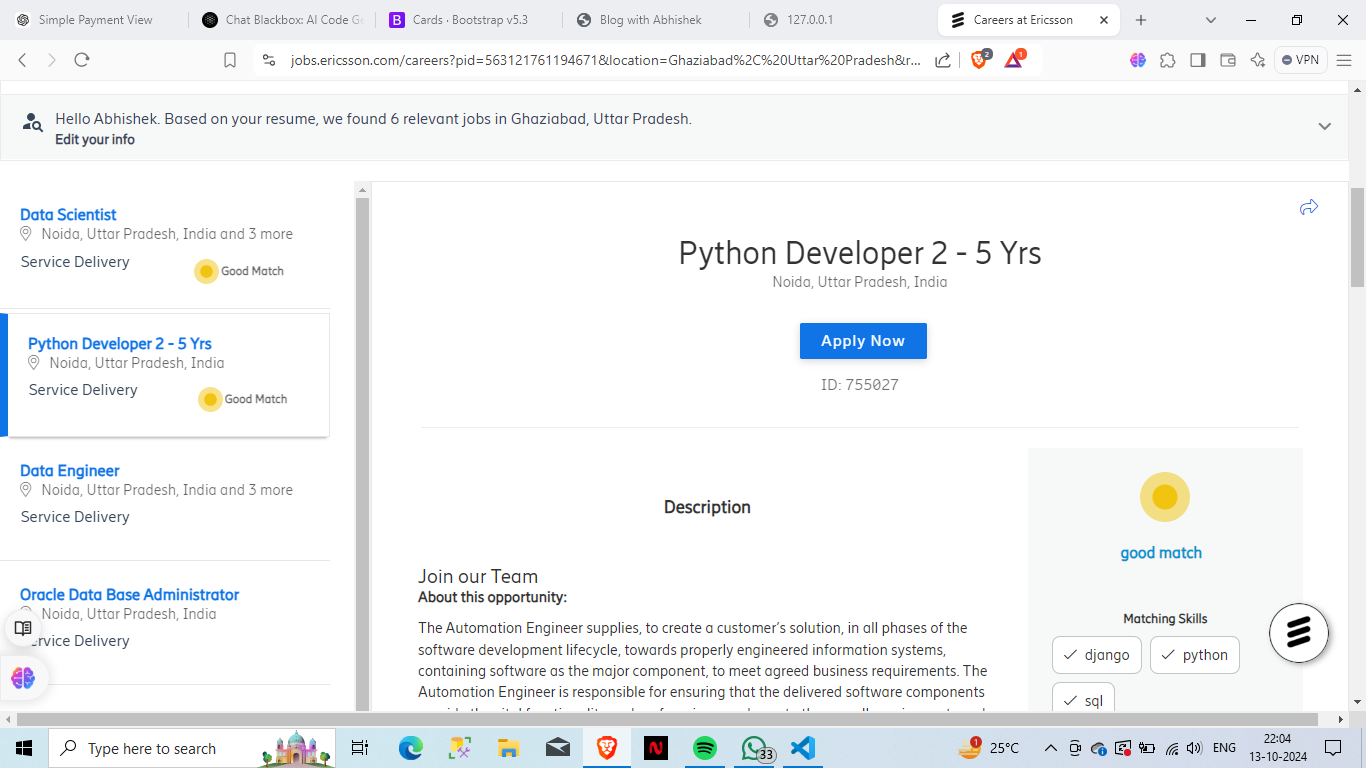 Simple Payment View
Chat Blackbox: AI Code Ge
Cards · Bootstrap v5.3
Blog with Abhishek
127.0.0.1
Careers at Ericsson
jobs.ericsson.com/careers?pid=563121761194671&location=Ghaziabad%2C%20Uttar%20Pradesh&r...
2
1
VPN
Hello Abhishek. Based on your resume, we found 6 relevant jobs in Ghaziabad, Uttar Pradesh.
Edit your info
Data Scientist
Noida, Uttar Pradesh, India and 3 more
Service Delivery
Good Match
Python Developer 2 - 5 Yrs
Noida, Uttar Pradesh, India
Service Delivery
Good Match
Data Engineer
Noida, Uttar Pradesh, India and 3 more
Service Delivery
Oracle Data Base Administrator
Noida, Uttar Pradesh, India
Service Delivery
Python Developer 2 - 5 Yrs
Noida, Uttar Pradesh, India
Apply Now
ID: 755027
Description
Join our Team
About this opportunity:
The Automation Engineer supplies, to create a customer's solution, in all phases of the
software development lifecycle, towards properly engineered information systems,
containing software as the major component, to meet agreed business requirements. The
Automation Engineer is responsible for ensuring that the delivered software components
good match
Matching Skills
django
python
sql
Type here to search
33
1
25°C
ENG
22:04
13-10-2024